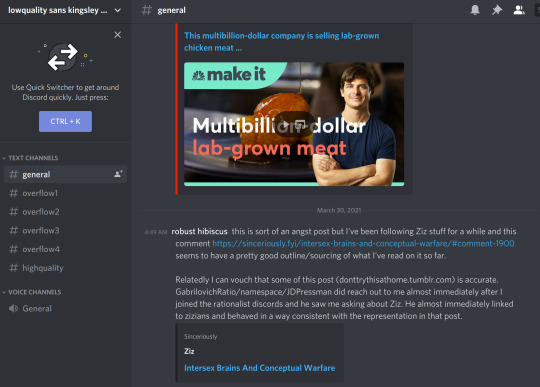 lowquality sans kingsley ...
# general
Use Quick Switcher to get around
Discord quickly. Just press:
CTRL + K
TEXT CHANNELS
# general
# overflow1
# overflow2
# overflow3
# overflow4
# highquality
VOICE CHANNELS
General
This multibillion-dollar company is selling lab-grown
chicken meat ...
make it
Multibillion-dollar
lab-grown meat
March 30, 2021
robust hibiscus this is sort of an angst post but I've been following Ziz stuff for a while and this
comment https://sinceriously.fyi/intersex-brains-and-conceptual-warfare/#comment-1900
seems to have a pretty good outline/sourcing of what I've read on it so far.
Relatedly I can vouch that some of this post (donttrythisathome.tumblr.com) is accurate.
GabrilovichRatio/namespace/JDPressman did reach out to me almost immediately after I
joined the rationalist discords and he saw me asking about Ziz. He almost immediately linked
to zizians and behaved in a way consistent with the representation in that post.
Sinceriously
Ziz
Intersex Brains And Conceptual Warfare